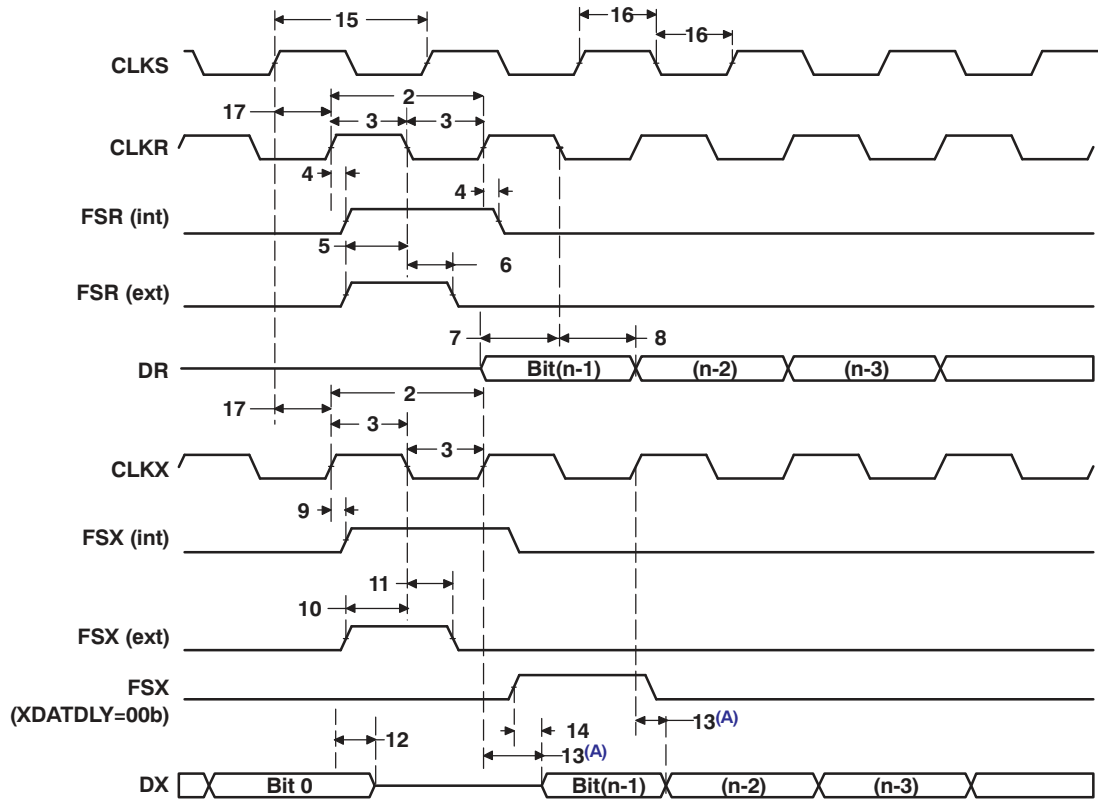 15
16
16
CLKS
2
17
3
3
CLKR
4
4
FSR (int)
5
6
FSR (ext)
7
8
DR
Bit(n-1)
(n-2)
(n-3)
2
17
3
3
CLKX
9
FSX (int)
11
10
FSX (ext)
FSX
(XDATDLY=00b)
14
13(A)
12
13(A)
DX
Bit 0
Bit(n-1)
(n-2)
(n-3)